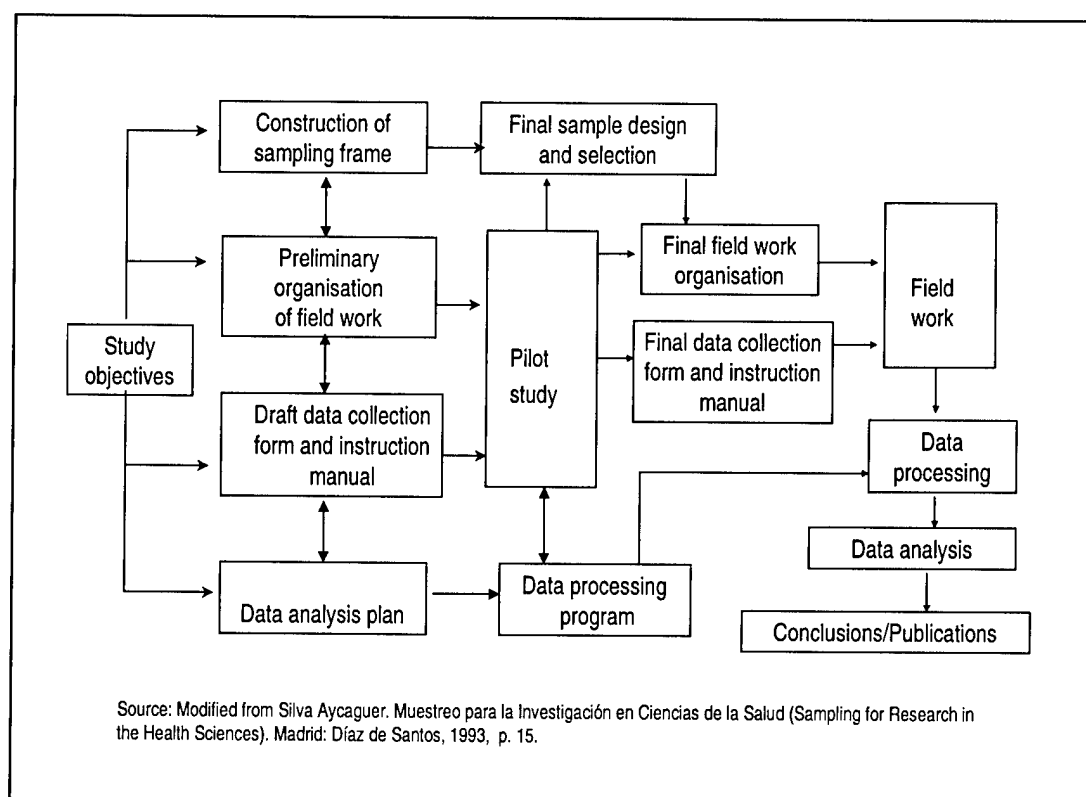 Construction of
sampling frame
Final sample design
and selection
Preliminary
organisation
of field work
Final field work
organisation
Field
work
Study
objectives
Pilot
study
Final data collection
form and instruction
manual
Draft data collection
form and instruction
manual
Data
processing
Data analysis plan
Data processing
program
Data analysis
Conclusions/Publications
Source: Modified from Silva Aycaguer. Muestreo para la Investigación en Ciencias de la Salud (Sampling for Research in
the Health Sciences). Madrid: Díaz de Santos, 1993, p. 15.